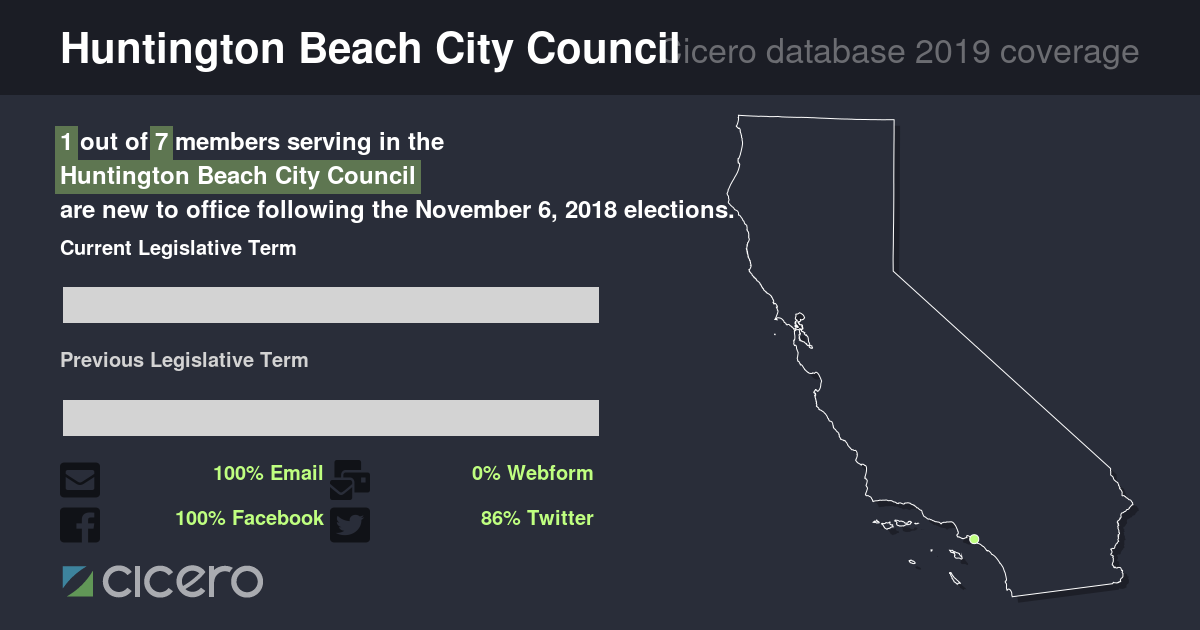 Huntington Beach City Council
Cicero database 2019 coverage
1 out of 7 members serving in the
Huntington Beach City Council
are new to office following the November 6, 2018 elections.
Current Legislative Term
Previous Legislative Term
100% Email
0% Webform
100% Facebook
86% Twitter
cicero